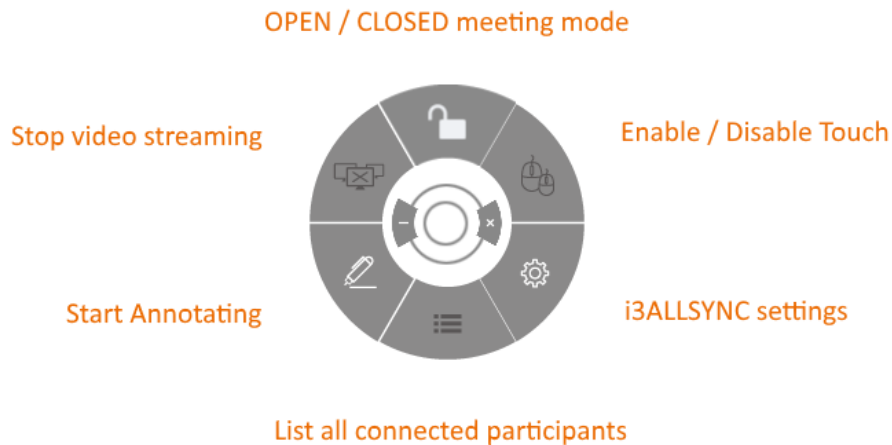 OPEN / CLOSED meeting mode
Stop video streaming
Enable / Disable Touch
Start Annotating
i3ALLSYNC settings
List all connected participants